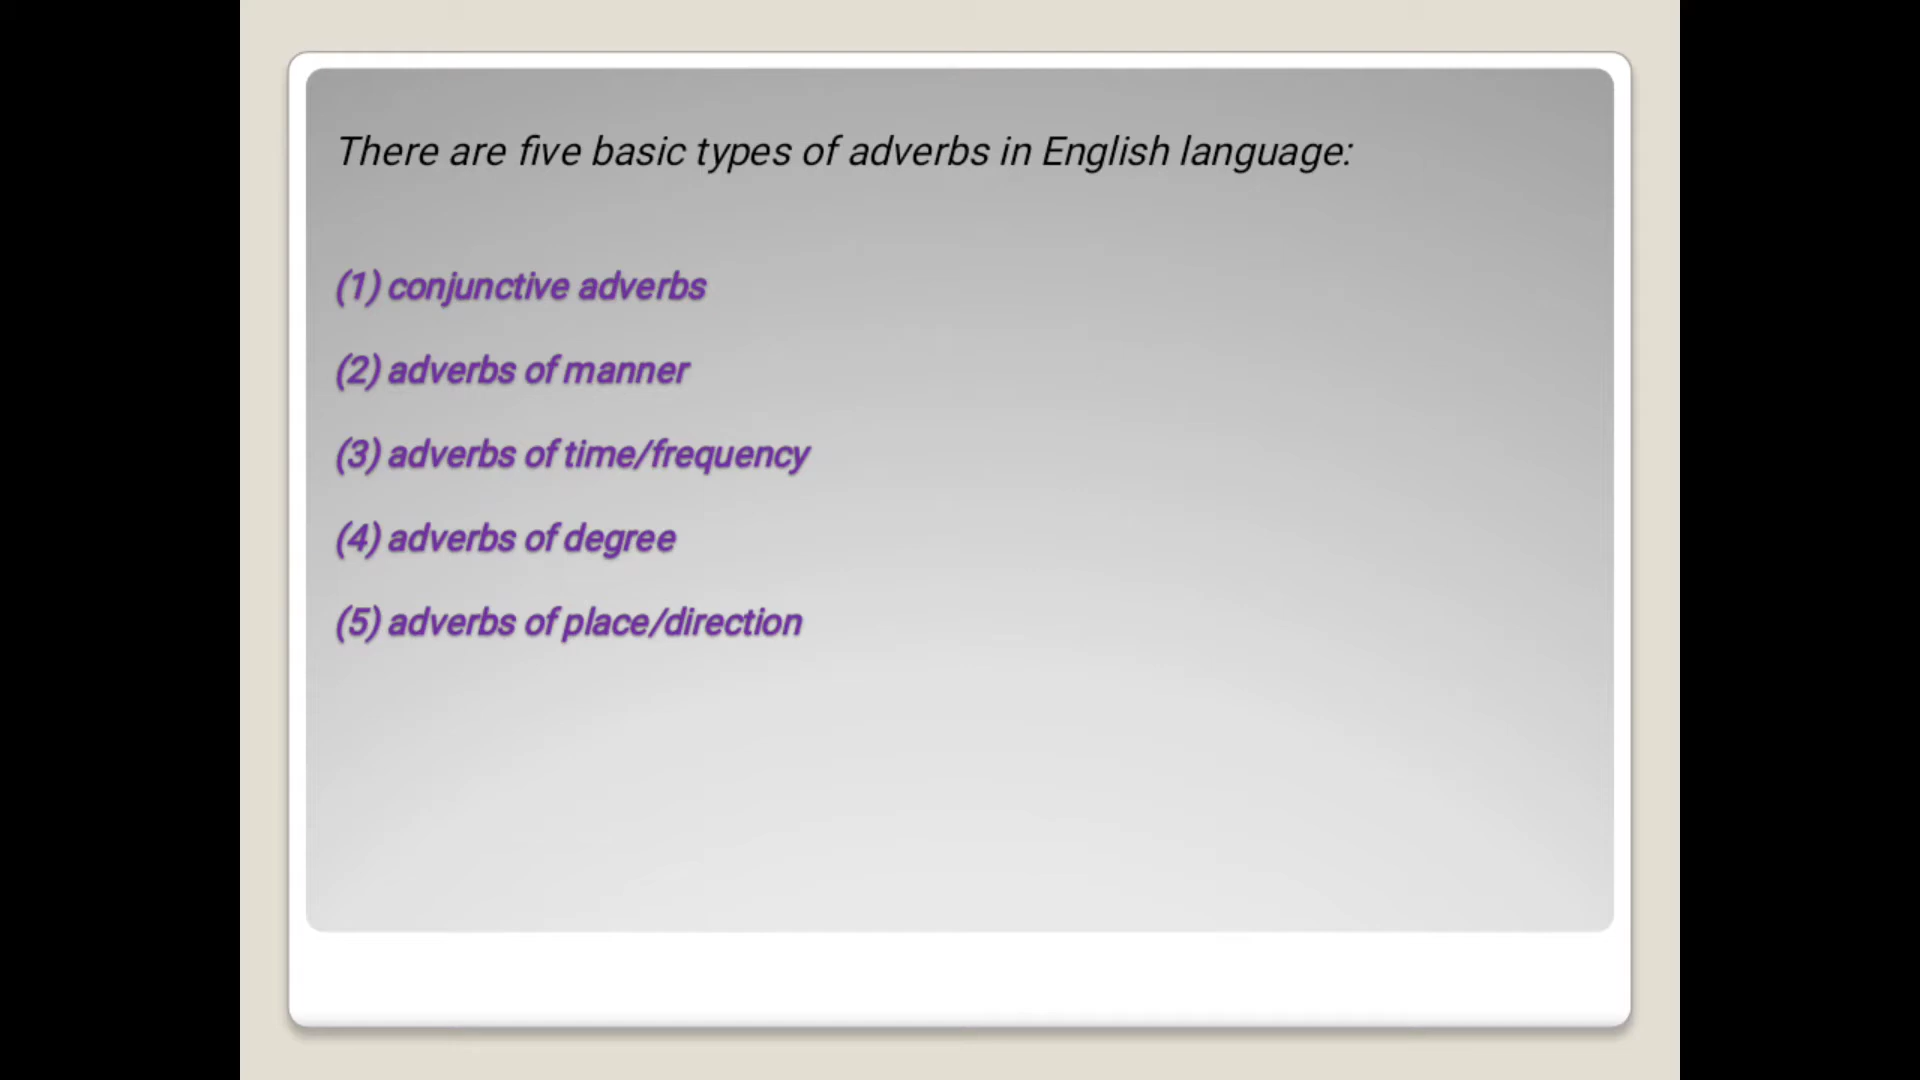 There are five basic types of adverbs in English language:
(1) conjunctive adverbs
(2) adverbs of manner
(3) adverbs of time/frequency
(4) adverbs of degree
(5) adverbs of place/direction